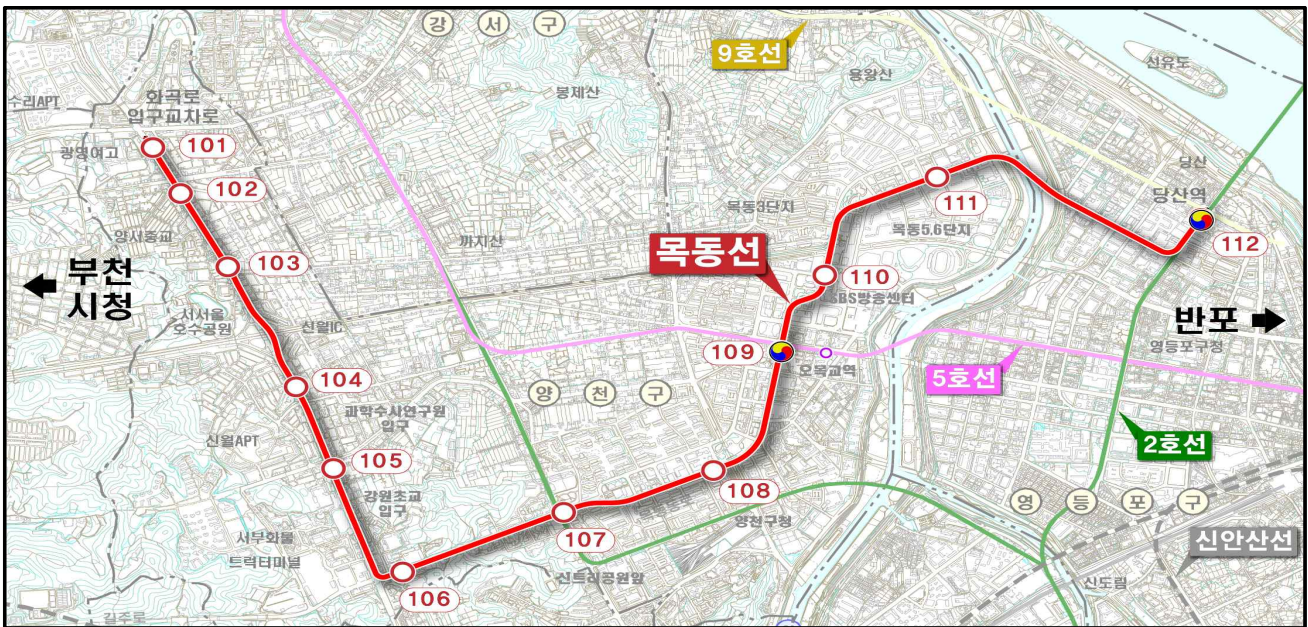 강 서 구
9호선
선유도
용왕산
봉제산
수리APT
화곡로
입구교차로
광영여고
101
102
당산
당산역
111
112
목동3단지
목동5.6단지
양서중교
까치산
목동선
103
110
SBS방송센터
부천
시청
서서울
호수공원
신월IC
반포
영등포구청
109
오목교역
5호선
104
양 천 구
과학수사연구원
입구
신월APT
2호선
105
108
강원초교
입구
양천구청
영 등 포 구
107
서부화물
트럭터미널
신안산선
신트리공원앞
신도림
106
길주로